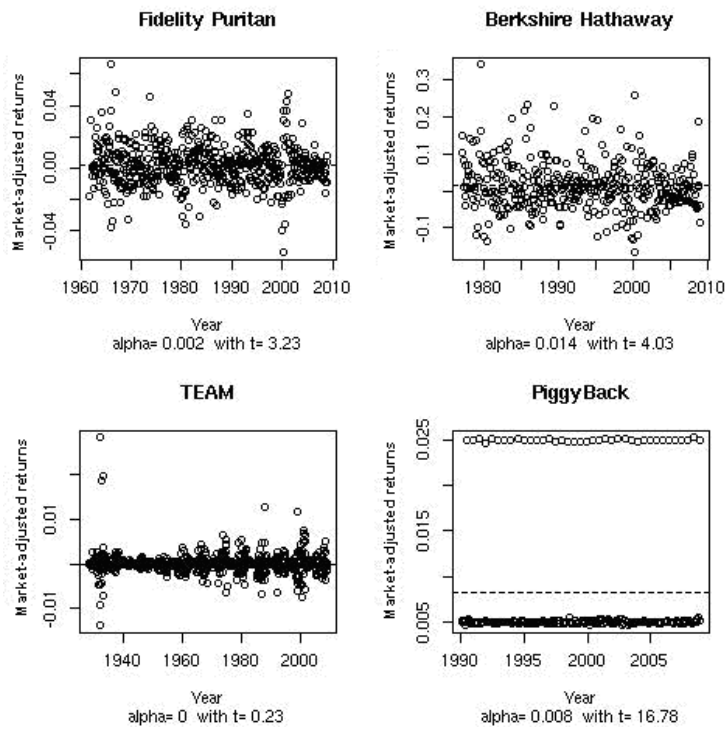 Fidelity Puritan
Market-adjusted returns
0.04
0.00
-0.04
1960 1970 1980 1990 2000 2010
Year
alpha= 0.002 with t= 3.23
Berkshire Hathaway
Market-adjusted returns
0.3
0.1
-0.1
1980 1990 2000 2010
Year
alpha= 0.014 with t= 4.03
TEAM
Market-adjusted returns
0.01
-0.01
1940 1960 1980 2000
Year
alpha= 0 with t= 0.23
PiggyBack
Market-adjusted returns
0.025
0.015
0.005
1990 1995 2000 2005
Year
alpha= 0.008 with t= 16.78